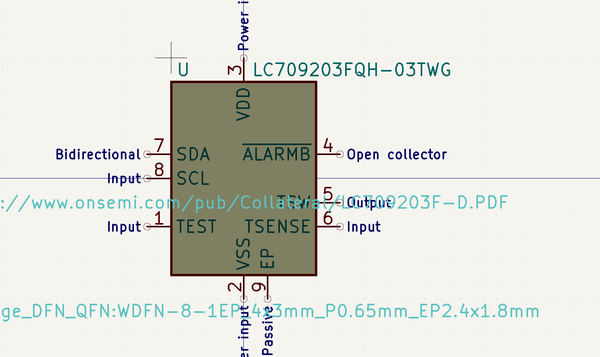 Power i
U
LC709203FQH-03TWG
3
VDD
Bidirectional 7 SDA
ALARMB 4 Open collector
Input 8 SCL
://www.onsemi.com/pub/Collateral/LC709203F-D.PDF
5 Output
Input 1 TEST
TSENSE 6 Input
VSS
EP
2
9
ge_DFN_QFN:WDFN-8-1EP_4x3mm_P0.65mm_EP2.4x1.8mm
er input
Passive